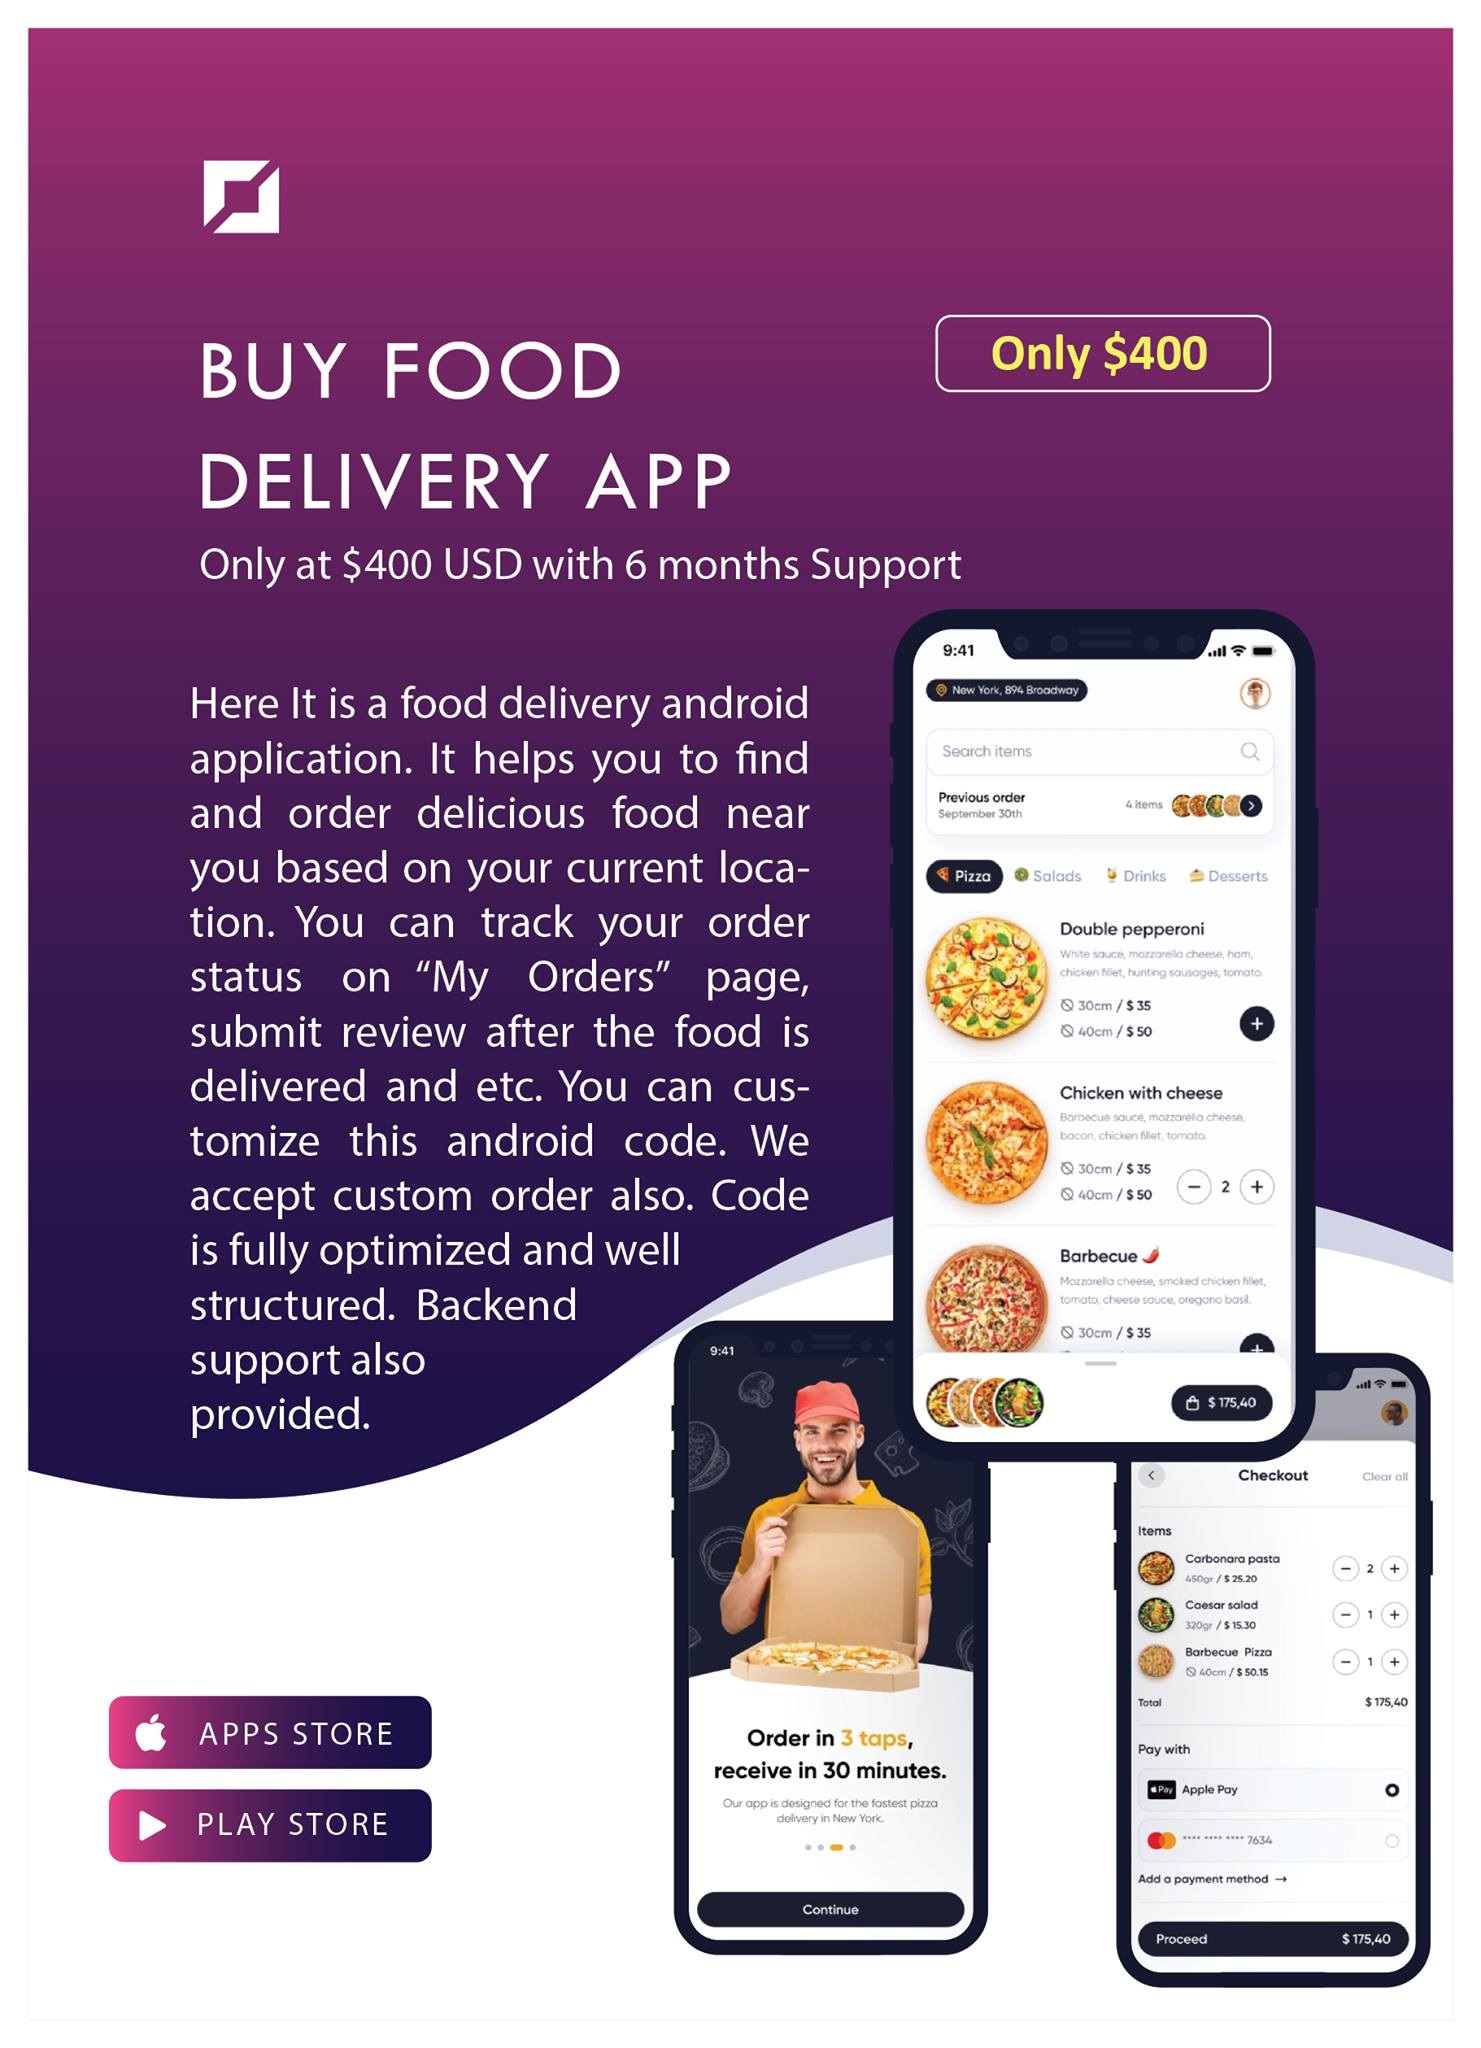 BUY FOOD
DELIVERY APP
Only $400
Only at $400 USD with 6 months Support
Here It is a food delivery android
application. It helps you to find
and order delicious food near
you based on your current loca-
tion. You can track your order
status on “My Orders” page,
submit review after the food is
delivered and etc. You can cus-
tomize this android code. We
accept custom order also. Code
is fully optimized and well
structured. Backend
support also
provided.
9:41
New York, 894 Broadway
Search items
Previous order
September 30th
4 items
Pizza Salads Drinks Desserts
Double pepperoni
White sauce, mozzarella cheese, ham,
chicken fillet, hunting sausages, tomato.
30cm / $ 35
40cm / $ 50
+
Chicken with cheese
Barbecue sauce, mozzarella cheese,
bacon, chicken fillet, tomato.
30cm / $ 35
40cm / $ 50
− 2 +
Barbecue
Mozzarella cheese, smoked chicken fillet,
tomato, cheese sauce, oregano basil.
30cm / $ 35
+
$ 175,40
9:41
Order in 3 taps,
receive in 30 minutes.
Our app is designed for the fastest pizza
delivery in New York.
Continue
Checkout
Clear all
Items
Carbonara pasta
450gr / $ 25.20
− 2 +
Caesar salad
320gr / $ 15.30
− 1 +
Barbecue Pizza
40cm / $ 50.15
− 1 +
Total $ 175,40
Pay with
Pay Apple Pay
**** **** **** 7634
Add a payment method →
Proceed $ 175,40
APPS STORE
PLAY STORE